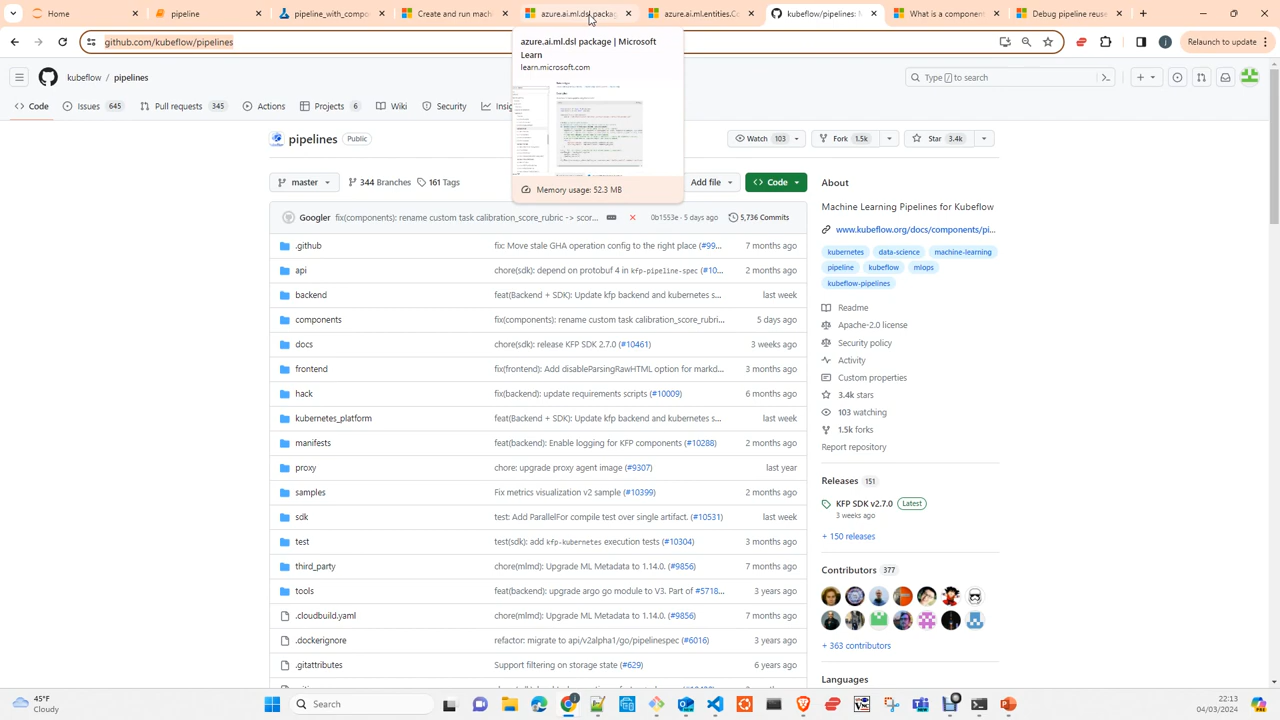 Azure/azureml-exam
pipeline
pipeline with compo
Create and run mach
azure.ai.ml.dsl packag
azure.ai.ml.entities.Co
kubeflow/pipelines: M
What is a componen
Debug pipeline reuse
github.com/kubeflow/pipelines
Relaunch to update
azure.ai.ml.dsl package | Microsoft
Learn
learn.microsoft.com
Memory usage: 52.3 MB
kubeflow / pipelines
Type / to search
Code
Issues 645
Pull requests 345
6
Wiki
Fork 1.5k
master
344 Branches
161 Tags
Add file
Code
Googler fix(components): rename custom task calibration_score_rubric -> scor... 0b1553e · 5 days ago 5,736 Commits
.github fix: Move stale GHA operation config to the right place (#99... 7 months ago
api chore(sdk): depend on protobuf 4 in kfp-pipeline-spec (#10... 2 months ago
backend feat(Backend + SDK): Update kfp backend and kubernetes s... last week
components fix(components): rename custom task calibration_score_rubri... 5 days ago
docs chore(sdk): release KFP SDK 2.7.0 (#10461) 3 weeks ago
frontend fix(frontend): Add disableParsingRawHTML option for markd... 3 months ago
hack fix(backend): update requirements scripts (#10009) 6 months ago
kubernetes_platform feat(Backend + SDK): Update kfp backend and kubernetes s... last week
manifests feat(backend): Enable logging for KFP components (#10288) 2 months ago
proxy chore: upgrade proxy agent image (#9307) last year
samples Fix metrics visualization v2 sample (#10399) 2 months ago
sdk test: Add ParallelFor compile test over single artifact. (#10531) last week
test test(sdk): add kfp-kubernetes execution tests (#10304) 3 months ago
third_party chore(mlmd): Upgrade ML Metadata to 1.14.0. (#9856) 7 months ago
tools feat(backend): upgrade argo go module to V3. Part of #5718... 3 years ago
.cloudbuild.yaml chore(mlmd): Upgrade ML Metadata to 1.14.0. (#9856) 7 months ago
.dockerignore refactor: migrate to api/v2alpha1/go/pipelinespec (#6016) 3 years ago
.gitattributes Support filtering on storage state (#629) 6 years ago
About
Machine Learning Pipelines for Kubeflow
www.kubeflow.org/docs/components/pi...
kubernetes data-science machine-learning
pipeline kubeflow mlops
kubeflow-pipelines
Readme
Apache-2.0 license
Security policy
Activity
Custom properties
3.4k stars
103 watching
1.5k forks
Report repository
Releases 151
KFP SDK v2.7.0 Latest
3 weeks ago
+ 150 releases
Contributors 377
+ 363 contributors
Languages
45°F
Cloudy
Search
22:13
04/03/2024